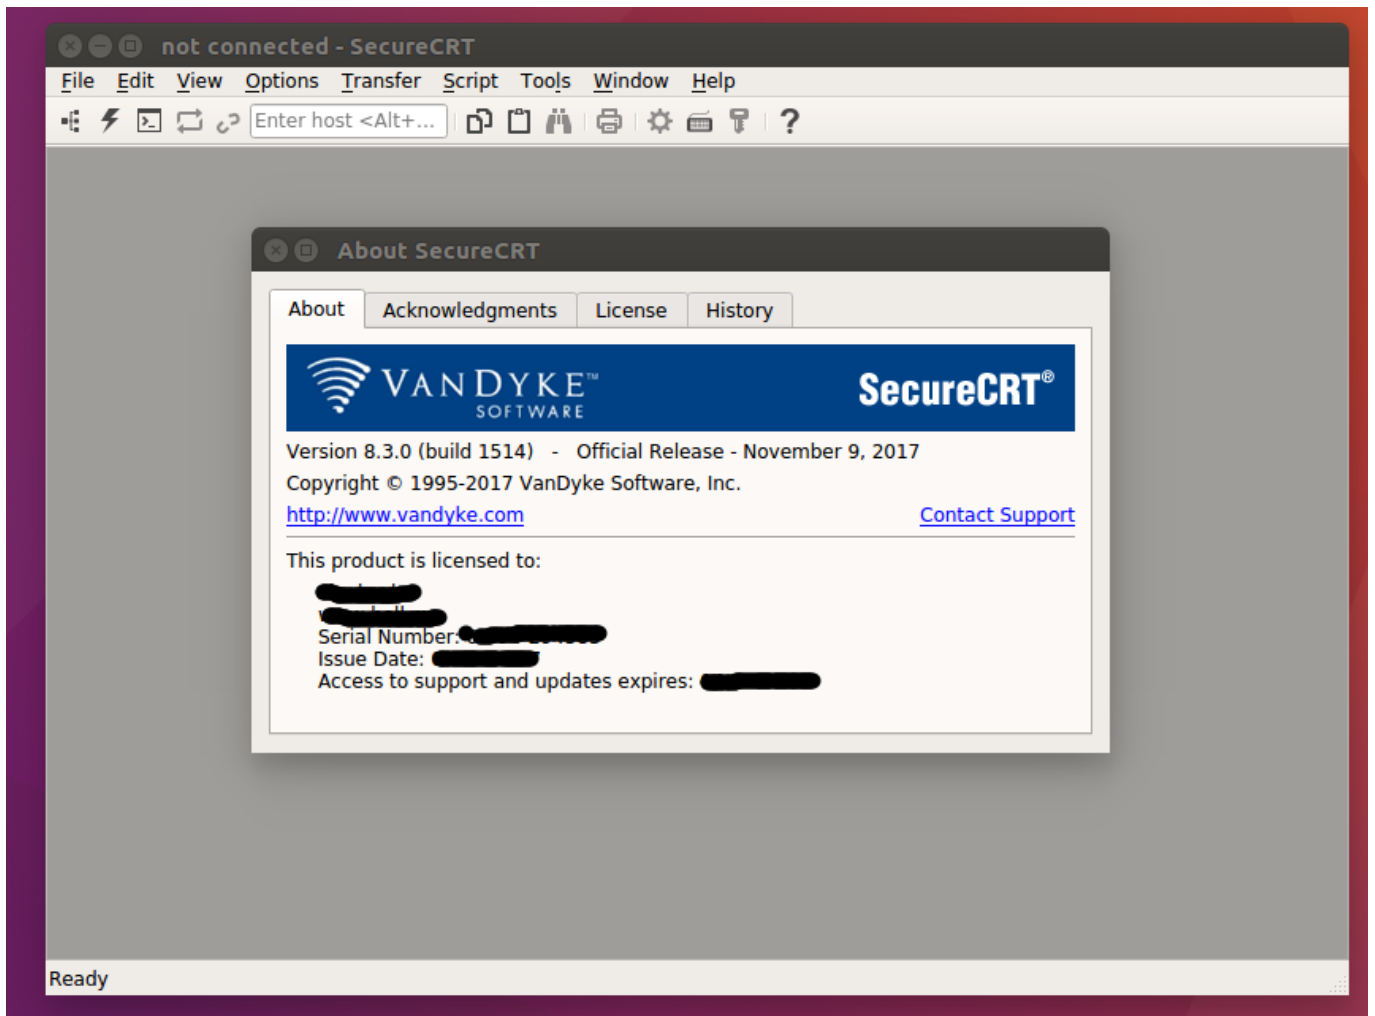 not connected - SecureCRT
File Edit View Options Transfer Script Tools Window Help
Enter host <Alt+...
About SecureCRT
About Acknowledgments License History
VANDYKE™ SecureCRT®
SOFTWARE
Version 8.3.0 (build 1514) - Official Release - November 9, 2017
Copyright © 1995-2017 VanDyke Software, Inc.
http://www.vandyke.com Contact Support
This product is licensed to:
Serial Number:
Issue Date:
Access to support and updates expires:
Ready